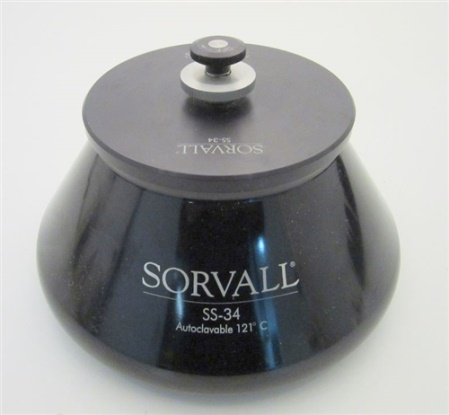 SORVALL
SS-34
SORVALL®
SS-34
Autoclavable 121° C